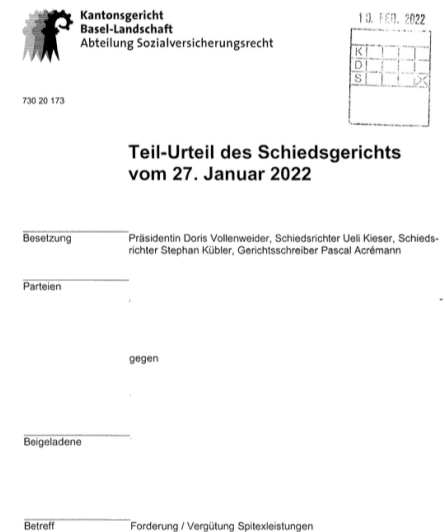 Kantonsgericht
Basel-Landschaft
Abteilung Sozialversicherungsrecht
10. FEB. 2022
K
D
S
730 20 173
Teil-Urteil des Schiedsgerichts
vom 27. Januar 2022
Besetzung
Präsidentin Doris Vollenweider, Schiedsrichter Ueli Kieser, Schieds-
richter Stephan Kübler, Gerichtsschreiber Pascal Acrémann
Parteien
gegen
Beigeladene
Betreff
Forderung / Vergütung Spitexleistungen